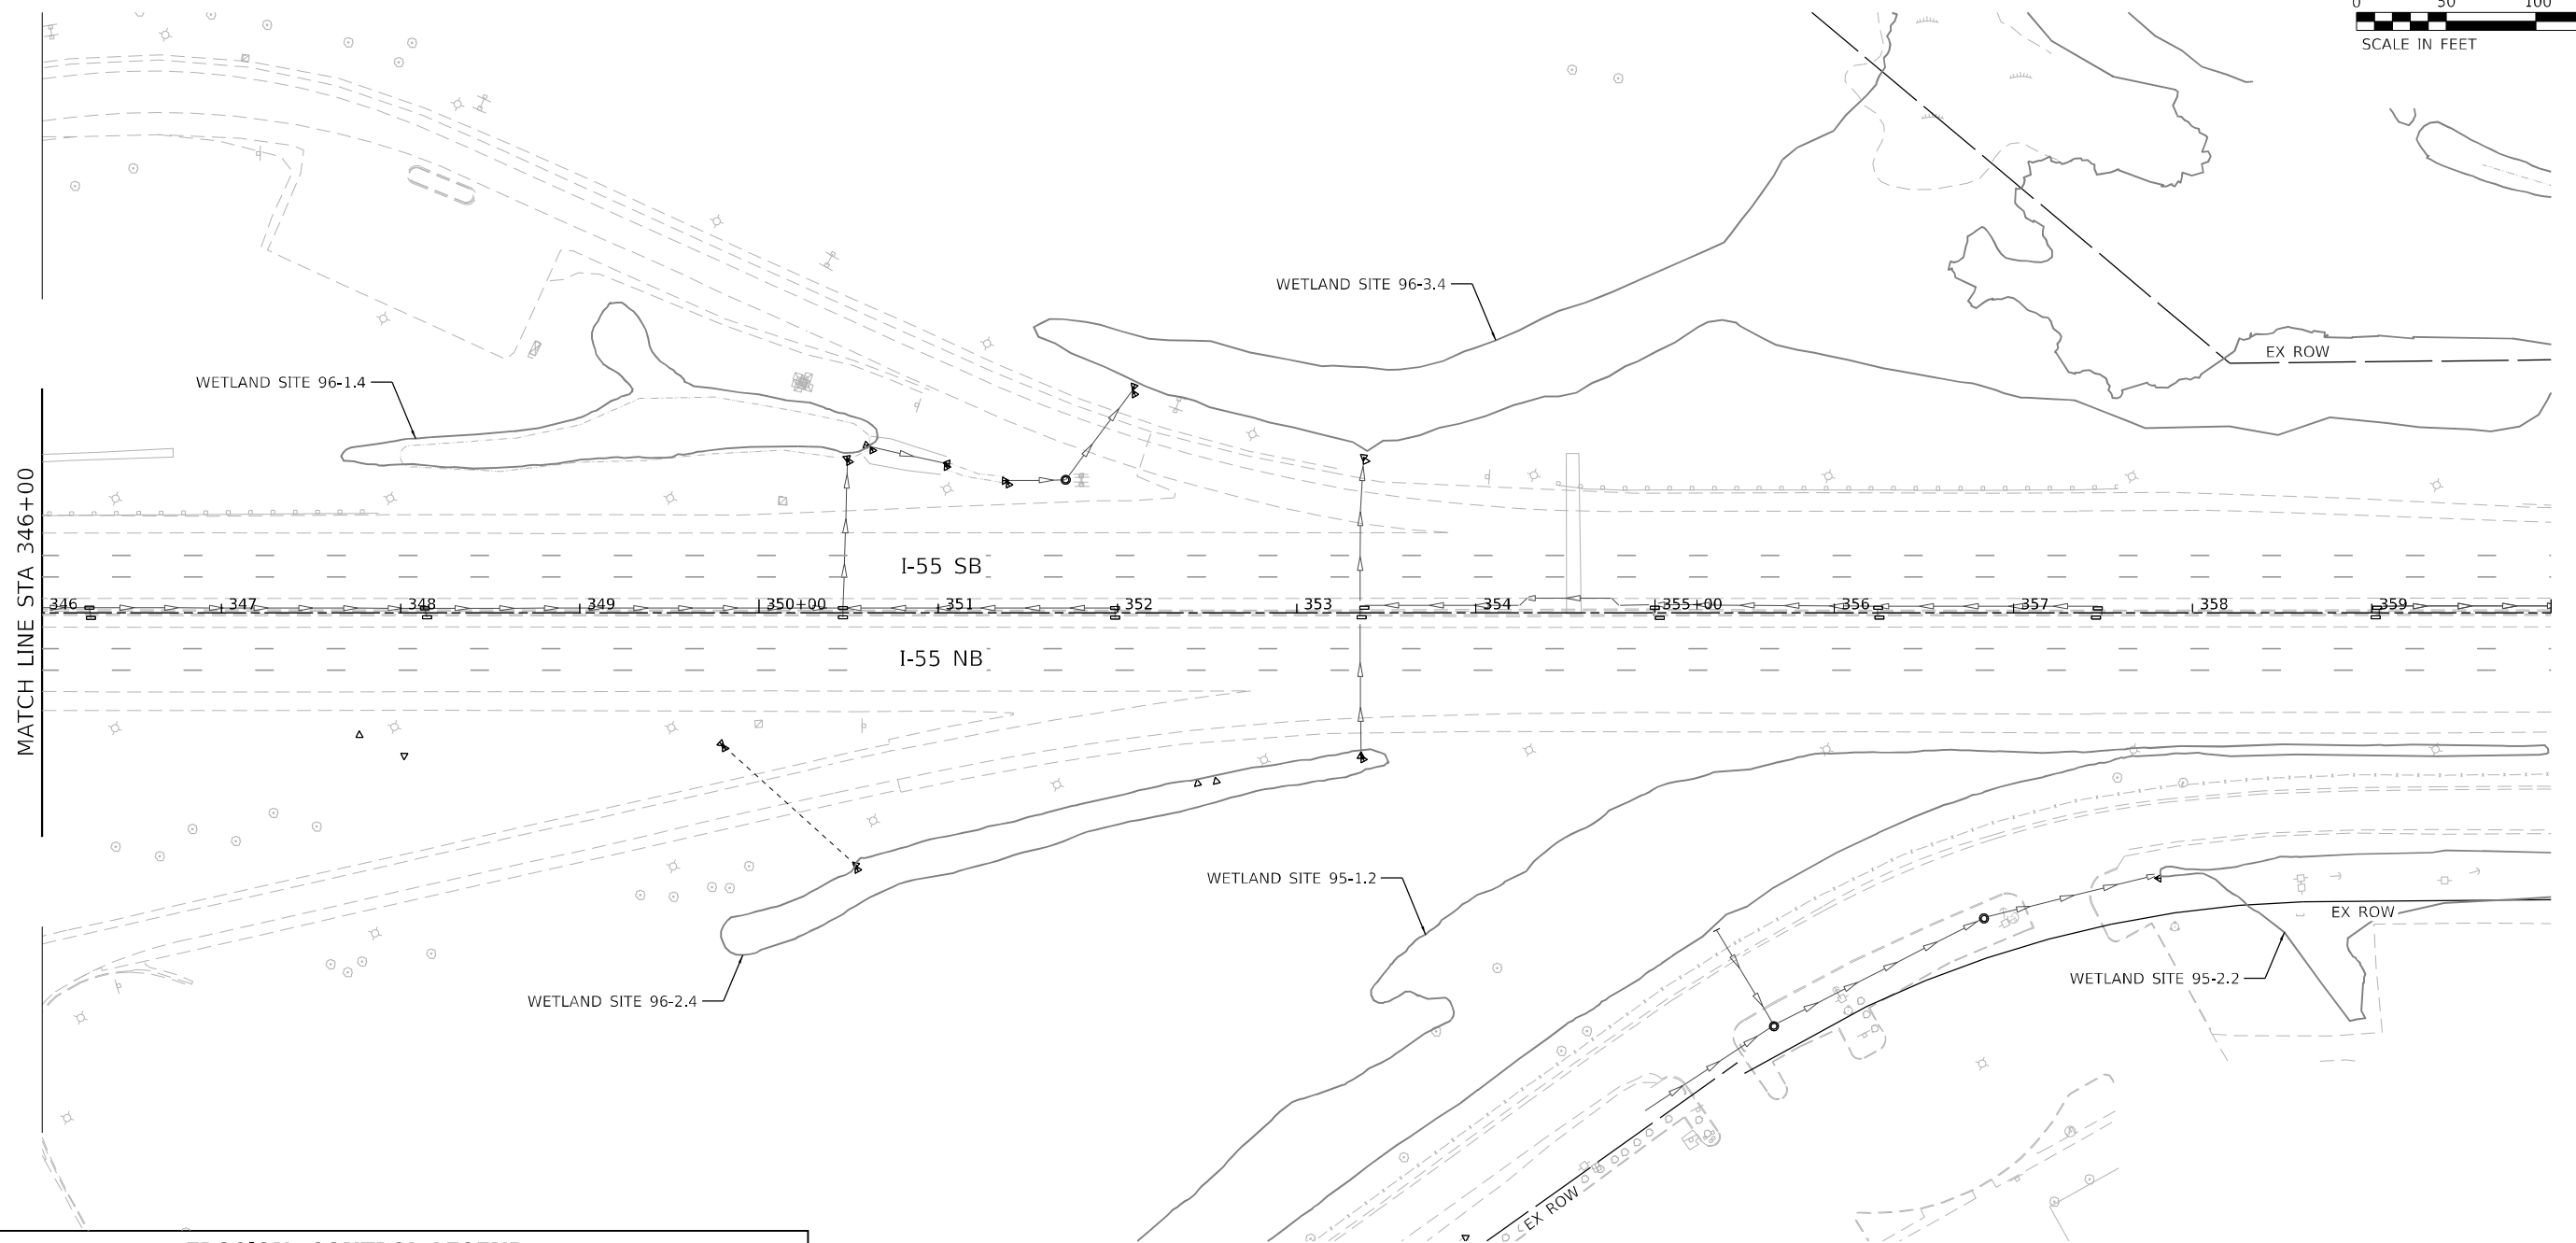 0 50 100
SCALE IN FEET
WETLAND SITE 96-3.4
EX ROW
WETLAND SITE 96-1.4
MATCH LINE STA 346+00
I-55 SB
346 347 348 349 350+00 351 352 353 354 355+00 356 357 358 359
I-55 NB
WETLAND SITE 95-1.2
EX ROW
WETLAND SITE 95-2.2
WETLAND SITE 96-2.4
EX ROW
EROSION CONTROL LEGEND